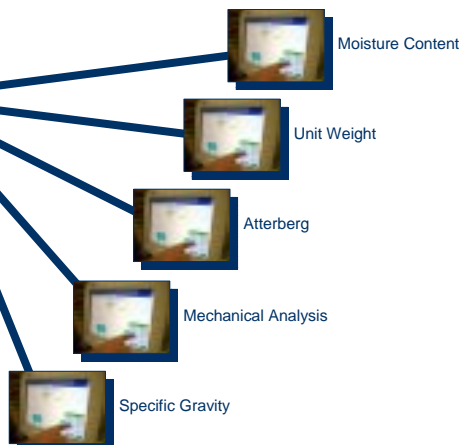 Moisture Content
Unit Weight
Atterberg
Mechanical Analysis
Specific Gravity